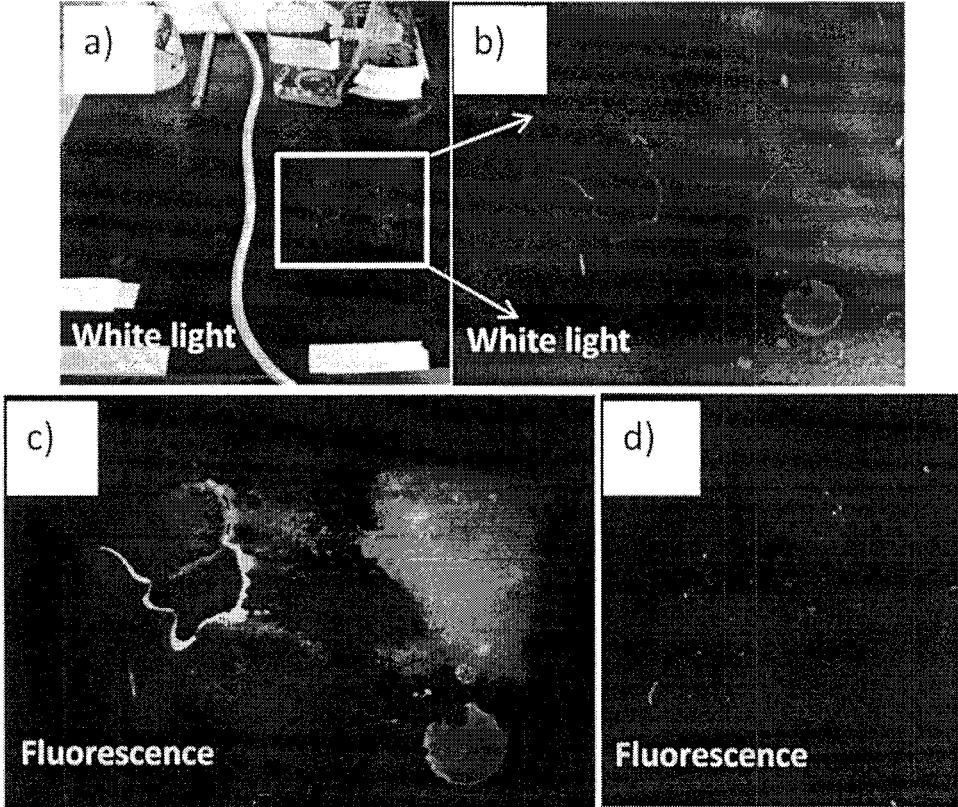 a)
b)
White light
White light
c)
d)
Fluorescence
Fluorescence